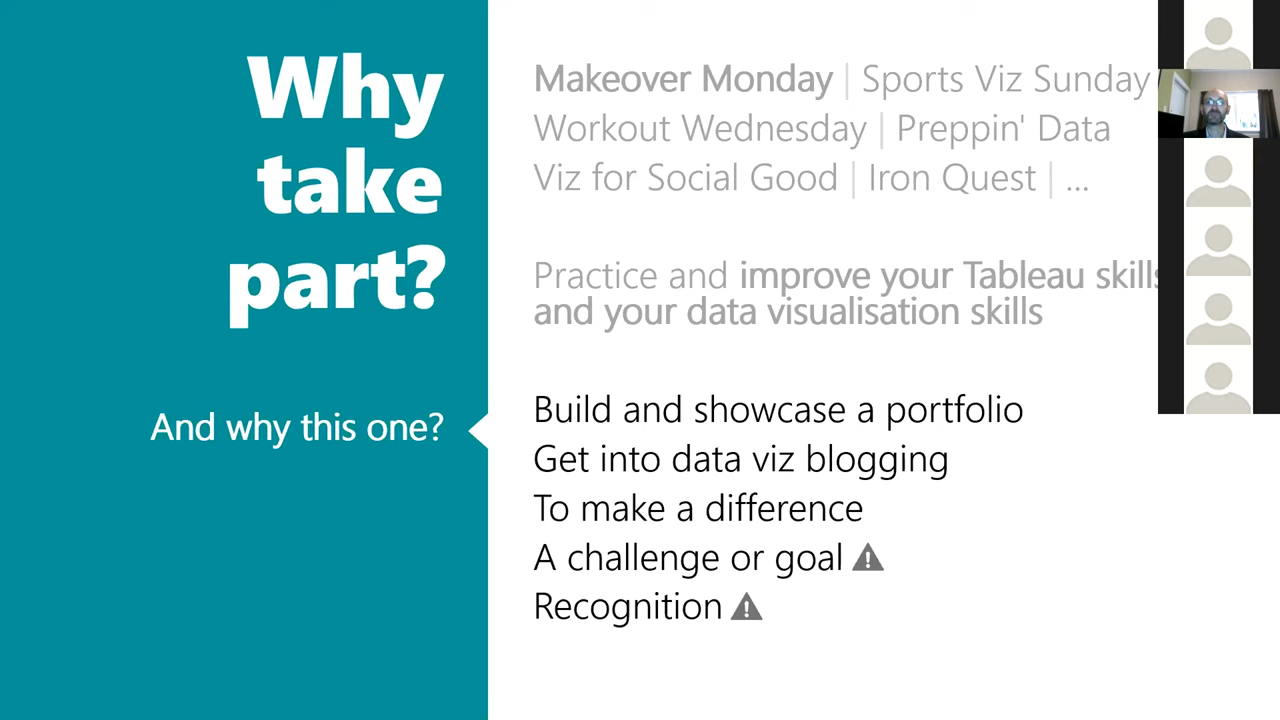 Why
take
part?
And why this one?
Makeover Monday | Sports Viz Sunday
Workout Wednesday | Preppin' Data
Viz for Social Good | Iron Quest | ...
Practice and improve your Tableau skills
and your data visualisation skills
Build and showcase a portfolio
Get into data viz blogging
To make a difference
A challenge or goal
Recognition